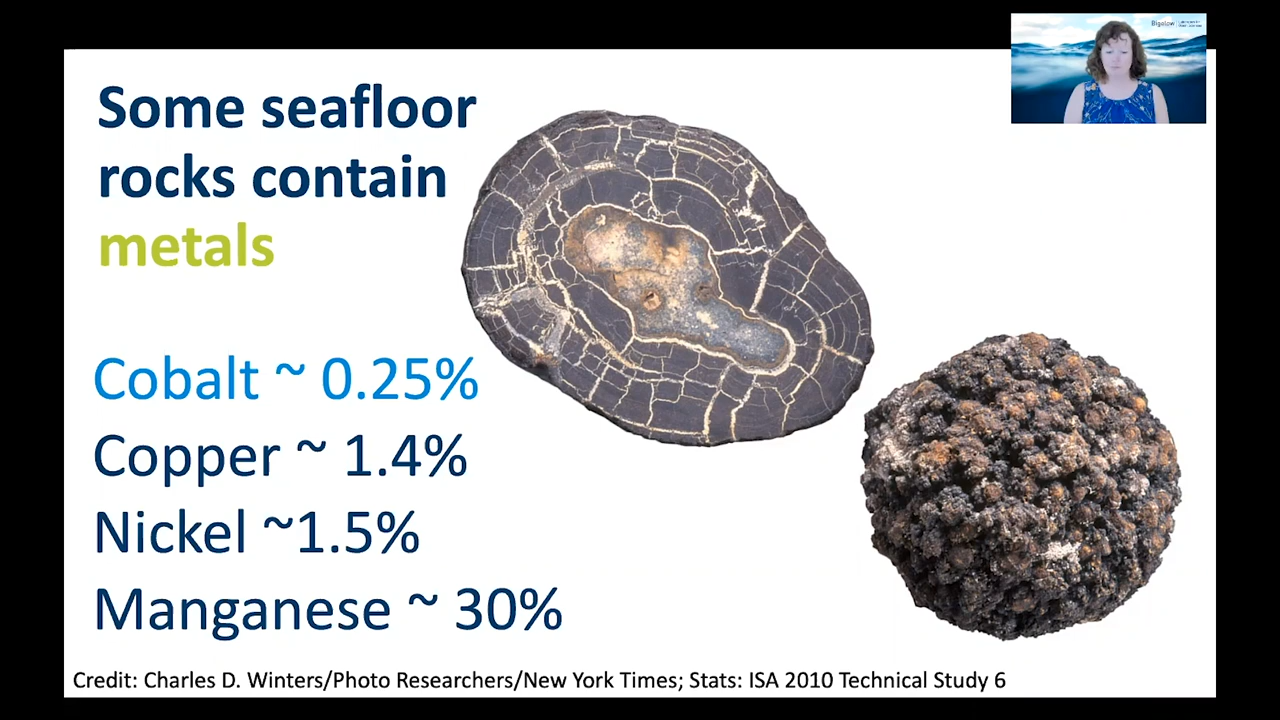 Some seafloor
rocks contain
metals
Cobalt ~ 0.25%
Copper ~ 1.4%
Nickel ~1.5%
Manganese ~ 30%
Credit: Charles D. Winters/Photo Researchers/New York Times; Stats: ISA 2010 Technical Study 6
Bigelow